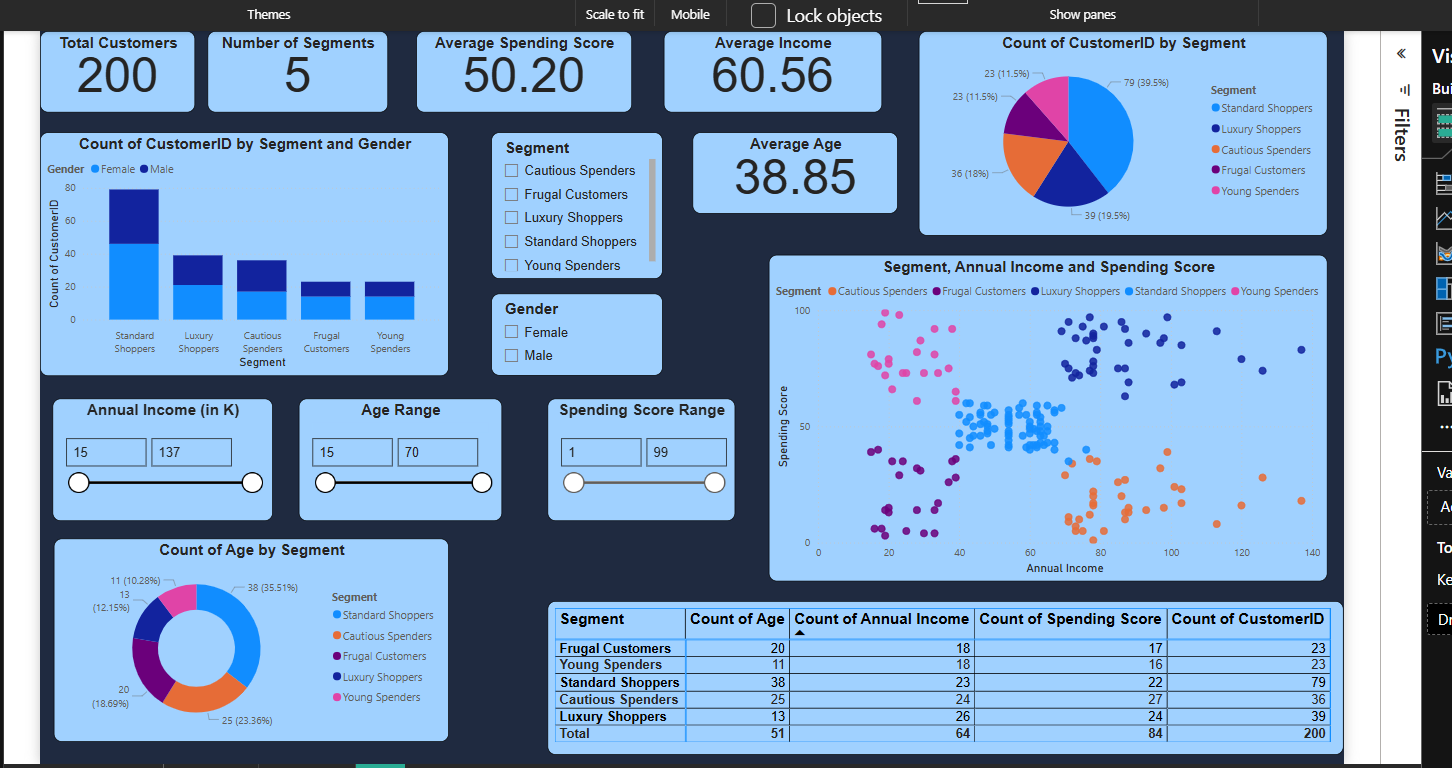 Themes
Scale to fit
Mobile
Lock objects
Show panes
Total Customers
200
Number of Segments
5
Average Spending Score
50.20
Average Income
60.56
Count of CustomerID by Segment
23 (11.5%)
23 (11.5%)
36 (18%)
79 (39.5%)
39 (19.5%)
Segment
Standard Shoppers
Luxury Shoppers
Cautious Spenders
Frugal Customers
Young Spenders
Count of CustomerID by Segment and Gender
Gender Female Male
Count of CustomerID
80
60
40
20
0
Standard Shoppers
Luxury Shoppers
Cautious Spenders
Frugal Customers
Young Spenders
Segment
Segment
Cautious Spenders
Frugal Customers
Luxury Shoppers
Standard Shoppers
Young Spenders
Average Age
38.85
Gender
Female
Male
Segment, Annual Income and Spending Score
Segment Cautious Spenders Frugal Customers Luxury Shoppers Standard Shoppers Young Spenders
Spending Score
100
50
0
0 20 40 60 80 100 120 140
Annual Income
Annual Income (in K)
15 137
Age Range
15 70
Spending Score Range
1 99
Count of Age by Segment
11 (10.28%)
13
(12.15%)
20
(18.69%)
38 (35.51%)
25 (23.36%)
Segment
Standard Shoppers
Cautious Spenders
Frugal Customers
Luxury Shoppers
Young Spenders
Segment Count of Age Count of Annual Income Count of Spending Score Count of CustomerID
Frugal Customers 20 18 17 23
Young Spenders 11 18 16 23
Standard Shoppers 38 23 22 79
Cautious Spenders 25 24 27 36
Luxury Shoppers 13 26 24 39
Total 51 64 84 200
«
Filters
Vis
Bui
Py
...
Va
To
Ke